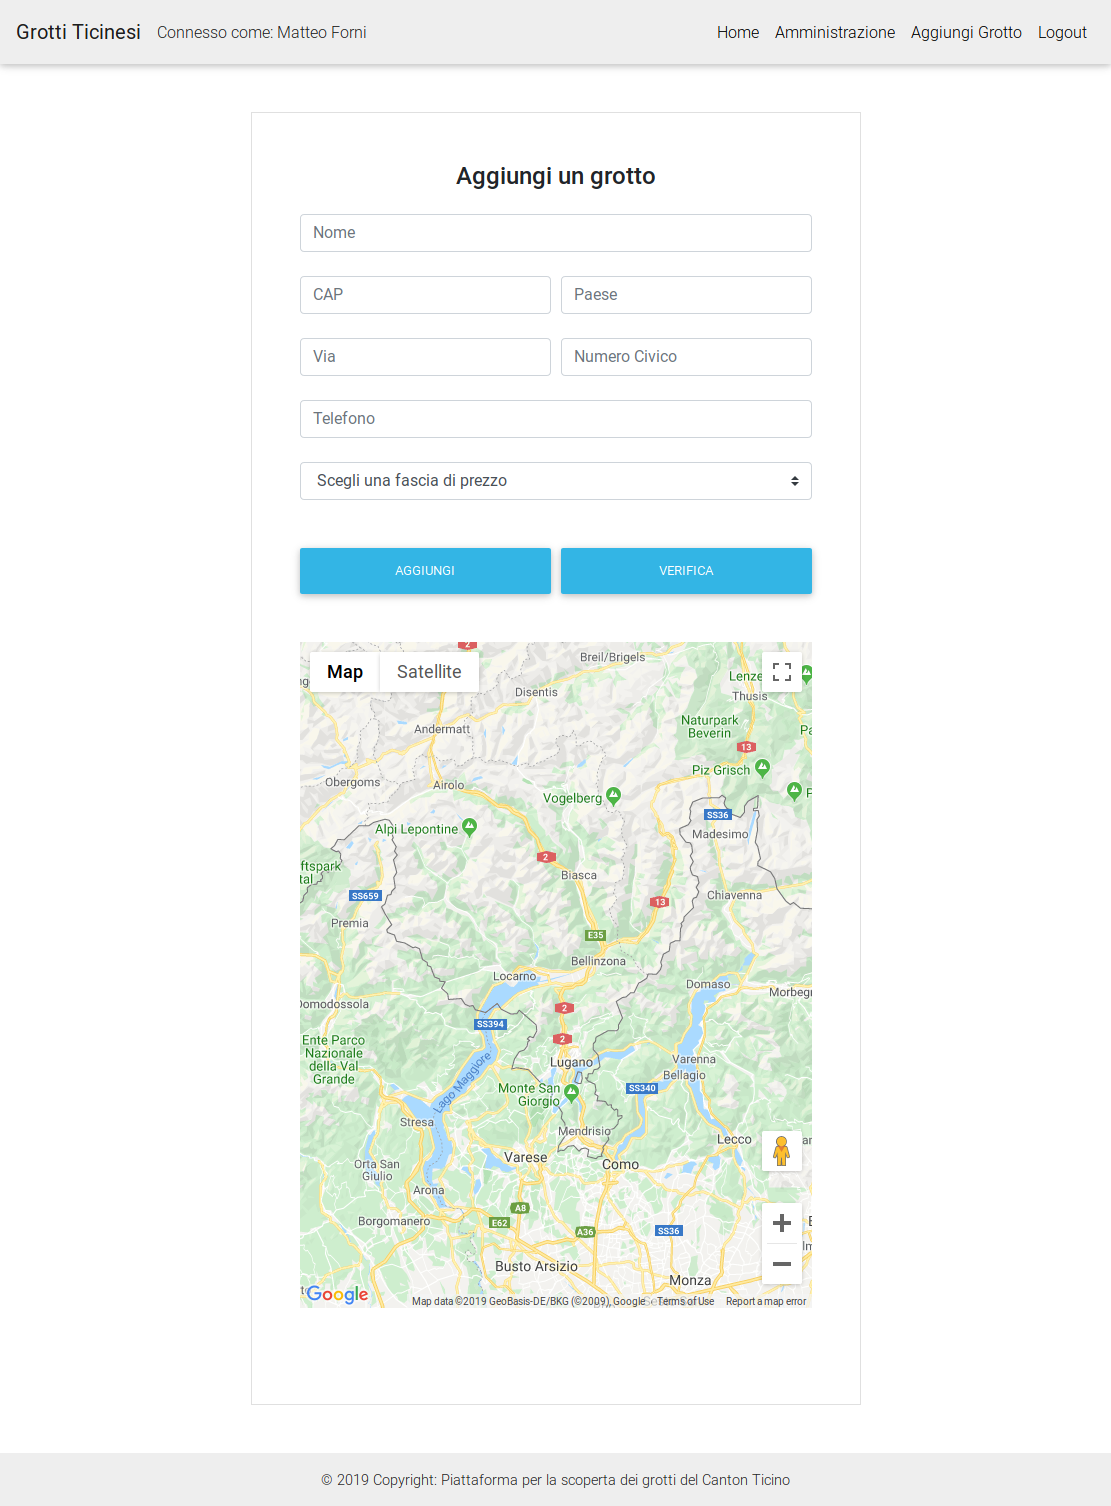 Grotti Ticinesi Connesso come: Matteo Forni Home Amministrazione Aggiungi Grotto Logout
Aggiungi un grotto
Nome
CAP Paese
Via Numero Civico
Telefono
Scegli una fascia di prezzo
AGGIUNGI VERIFICA
Map Satellite
2
Breil/Brigels
Lenze
Disentis
Thusis
Andermatt
Naturpark
Beverin
13
Piz Grisch
Obergoms
Airolo
Vogelberg
SS36
Alpi Lepontine
Madesimo
2
ftspark
tal
Biasca
SS659
Chiavenna
13
Premia
E35
Bellinzona
Locarno
Domaso
Morbegn
Domodossola
2
SS394
2
Ente Parco
Nazionale
della Val
Grande
Lugano
Varenna
Bellagio
Lago Maggiore
Monte San
Giorgio
SS340
Stresa
Mendrisio
Lecco
Varese
Como
Orta San
Giulio
Arona
A8
Borgomanero
E62
A36
SS36
Busto Arsizio
Monza
Google
Map data ©2019 GeoBasis-DE/BKG (©2009), Google Terms of Use Report a map error
© 2019 Copyright: Piattaforma per la scoperta dei grotti del Canton Ticino